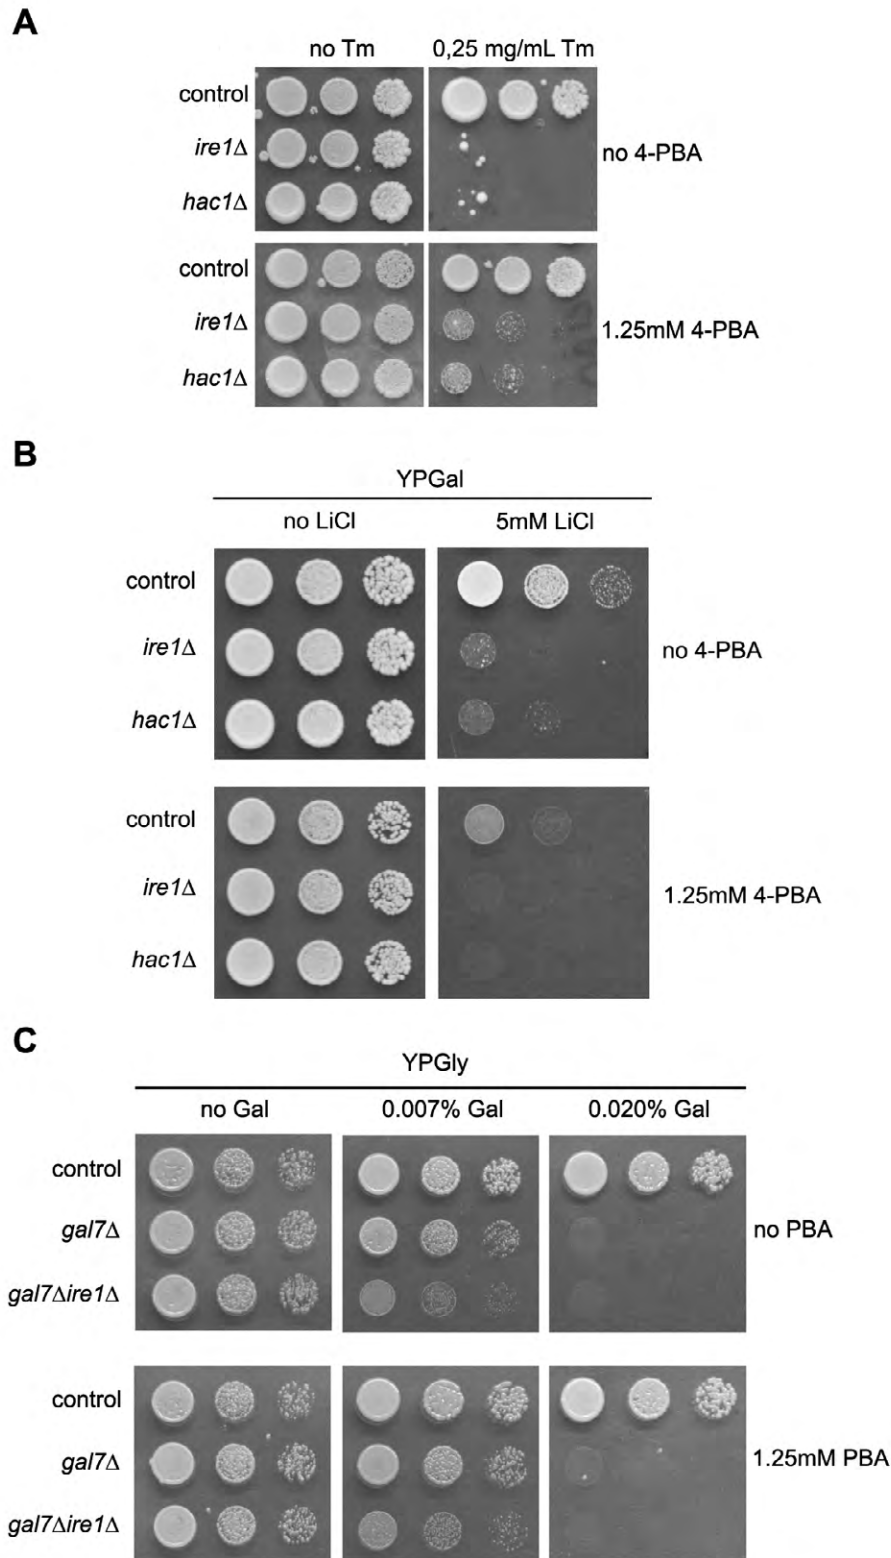 A
no Tm 0,25 mg/mL Tm
control
ire1Δ
hac1Δ
no 4-PBA
control
ire1Δ
hac1Δ
1.25mM 4-PBA
B
YPGal
no LiCl 5mM LiCl
control
ire1Δ
hac1Δ
no 4-PBA
control
ire1Δ
hac1Δ
1.25mM 4-PBA
C
YPGly
no Gal 0.007% Gal 0.020% Gal
control
gal7Δ
gal7Δire1Δ
no PBA
control
gal7Δ
gal7Δire1Δ
1.25mM PBA